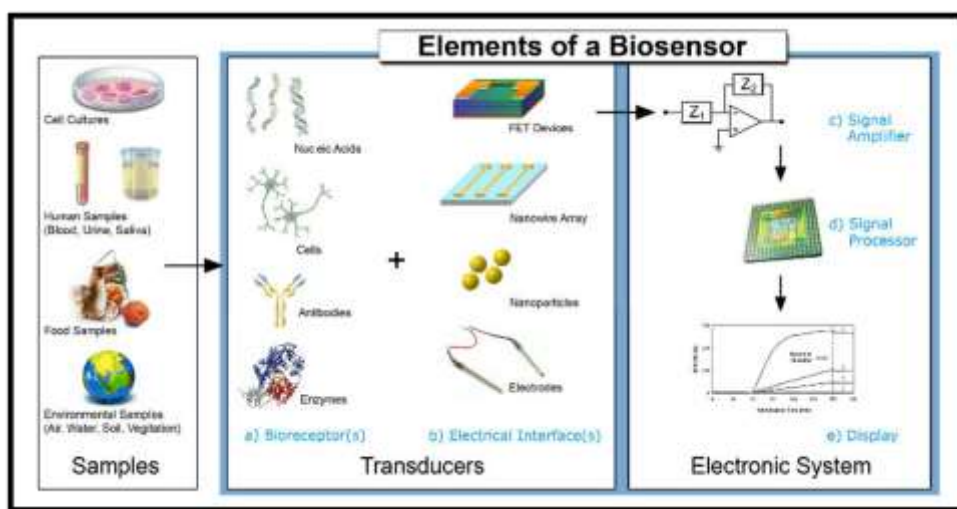 Elements of a Biosensor
Cell Cultures
Human Samples
(Blood, Urine, Saliva)
Food Samples
Environmental Samples
(Air, Water, Soil, Vegitation)
Samples
Nucleic Acids
Cells
Antibodies
Enzymes
a) Bioreceptor(s)
+
FET Devices
Nanowire Array
Nanoparticles
Electrodes
b) Electrical Interface(s)
Transducers
Z₁
Z₂
c) Signal
Amplifier
d) Signal
Processor
e) Display
Electronic System